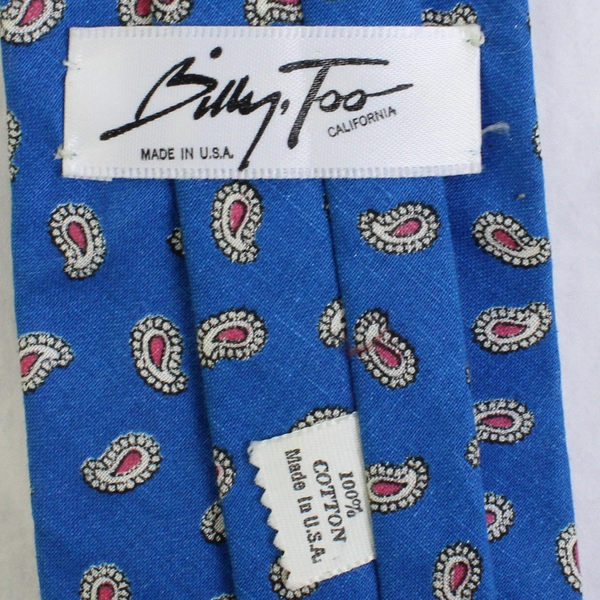 Billy, Too
CALIFORNIA
MADE IN U.S.A.
100%
COTTON
Made In U.S.A.